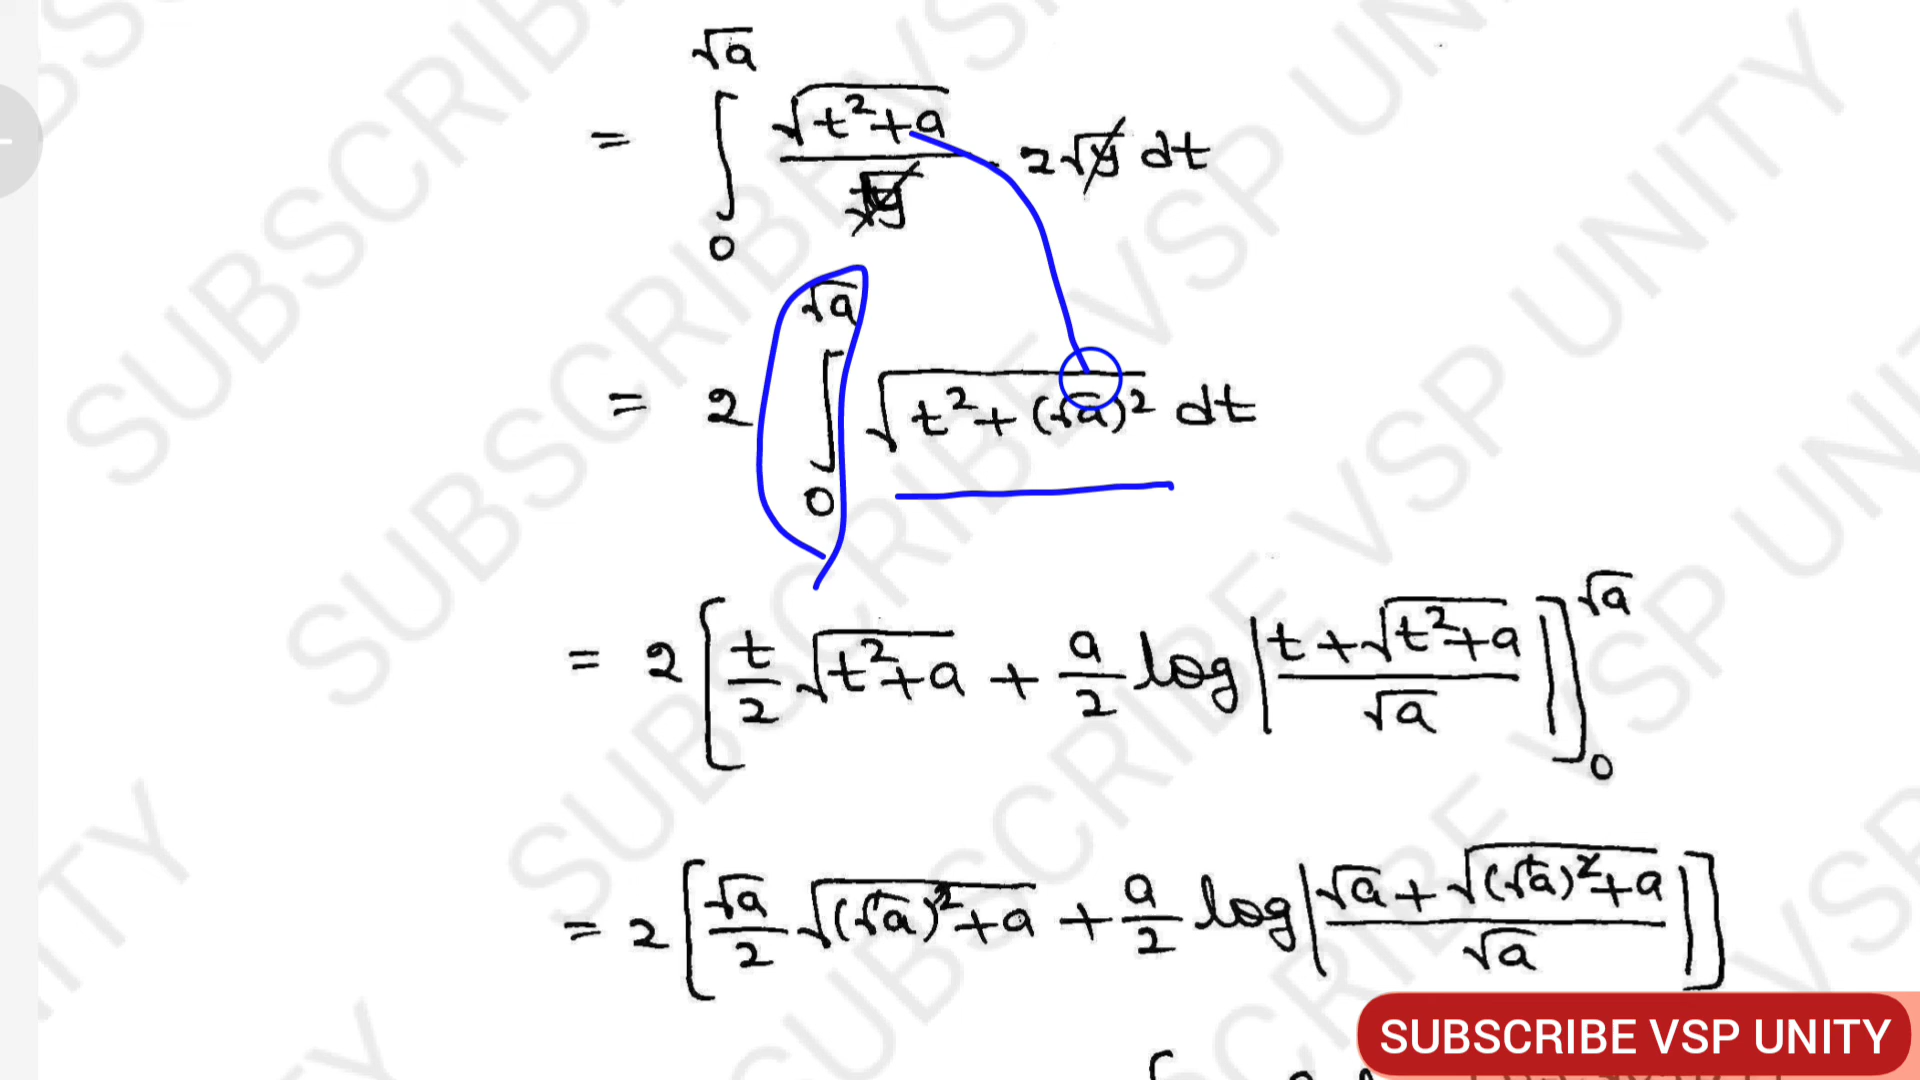 = ∫₀^√a √(t²+a) / √y · 2√y dt
= 2 ∫₀^√a √(t²+(√a)²) dt
= 2 [ t/2 √(t²+a) + a/2 log | (t+√(t²+a)) / √a | ]₀^√a
= 2 [ √a/2 √((√a)²+a) + a/2 log | (√a+√((√a)²+a)) / √a | ]
SUBSCRIBE VSP UNITY